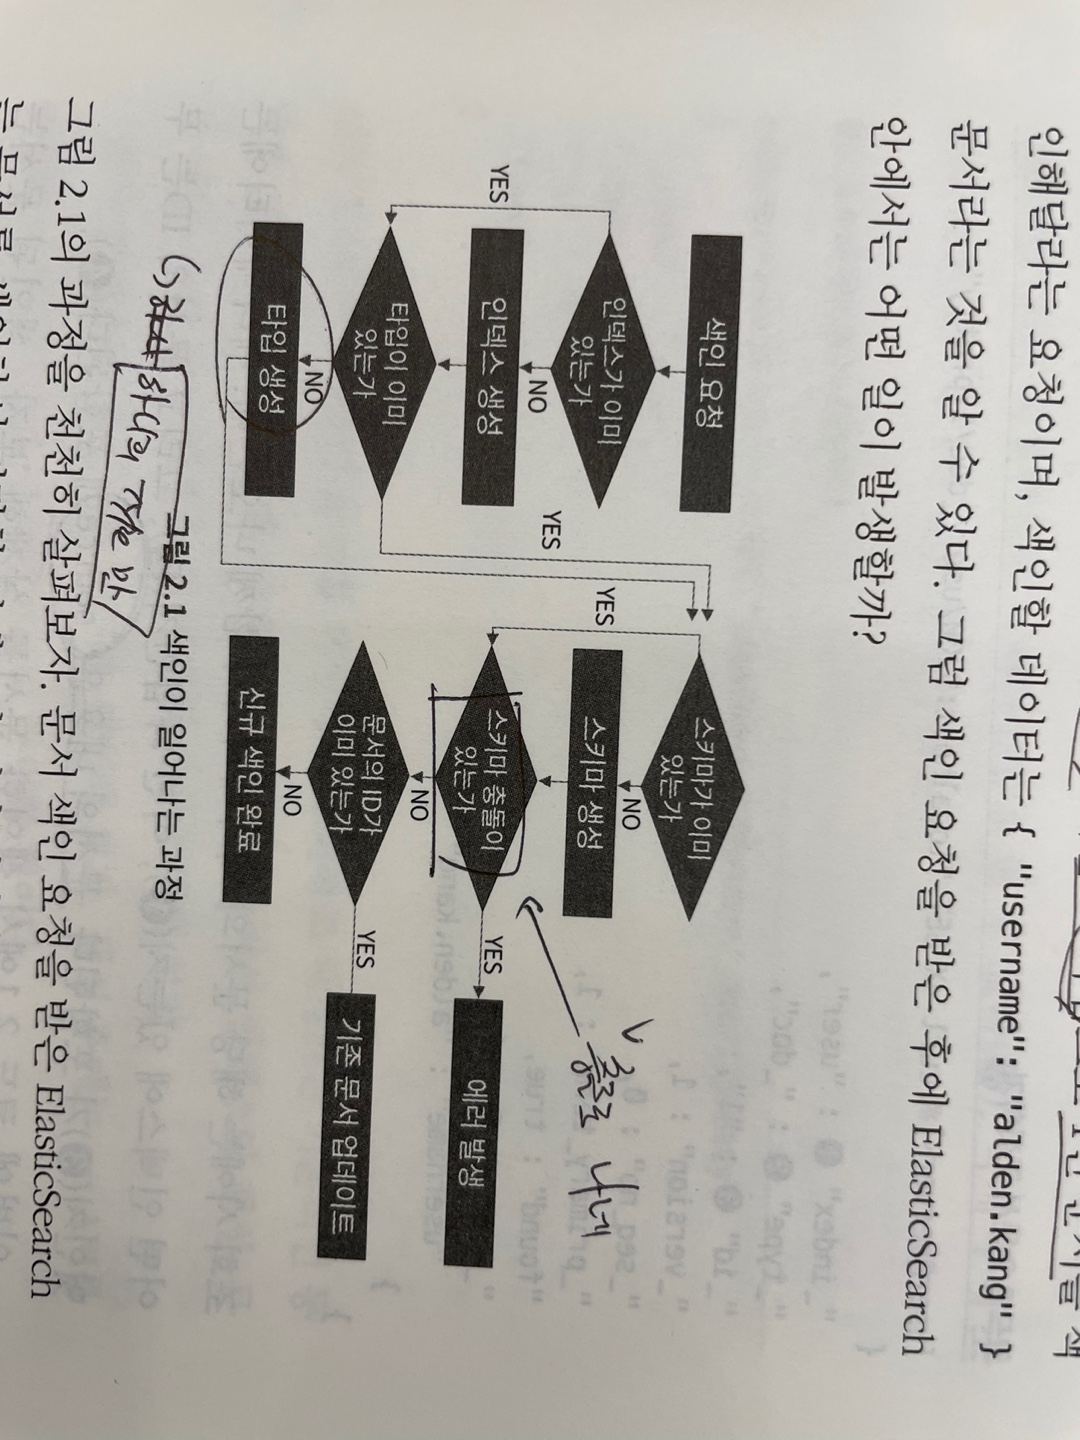 인해달라는 요청이며, 색인할 데이터는 { "username": "alden.kang" }
문서라는 것을 알 수 있다. 그럼 색인 요청을 받은 후에 ElasticSearch
안에서는 어떤 일이 발생할까?
색인 요청
인덱스가 이미
있는가
YES
NO
인덱스 생성
타입이 이미
있는가
YES
NO
타입 생성
스키마가 이미
있는가
YES
NO
스키마 생성
스키마 충돌이
있는가
YES
에러 발생
NO
문서의 ID가
이미 있는가
YES
기존 문서 업데이트
NO
신규 색인 완료
그림 2.1 색인이 일어나는 과정
하나의
그림 2.1의 과정을 천천히 살펴보자. 문서 색인 요청을 받은 ElasticSearch